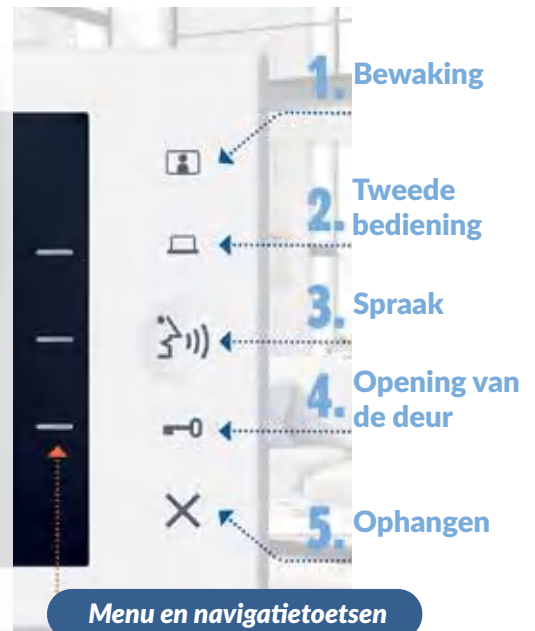 1. Bewaking
2. Tweede
bediening
3. Spraak
4. Opening van
de deur
5. Ophangen
Menu en navigatietoetsen